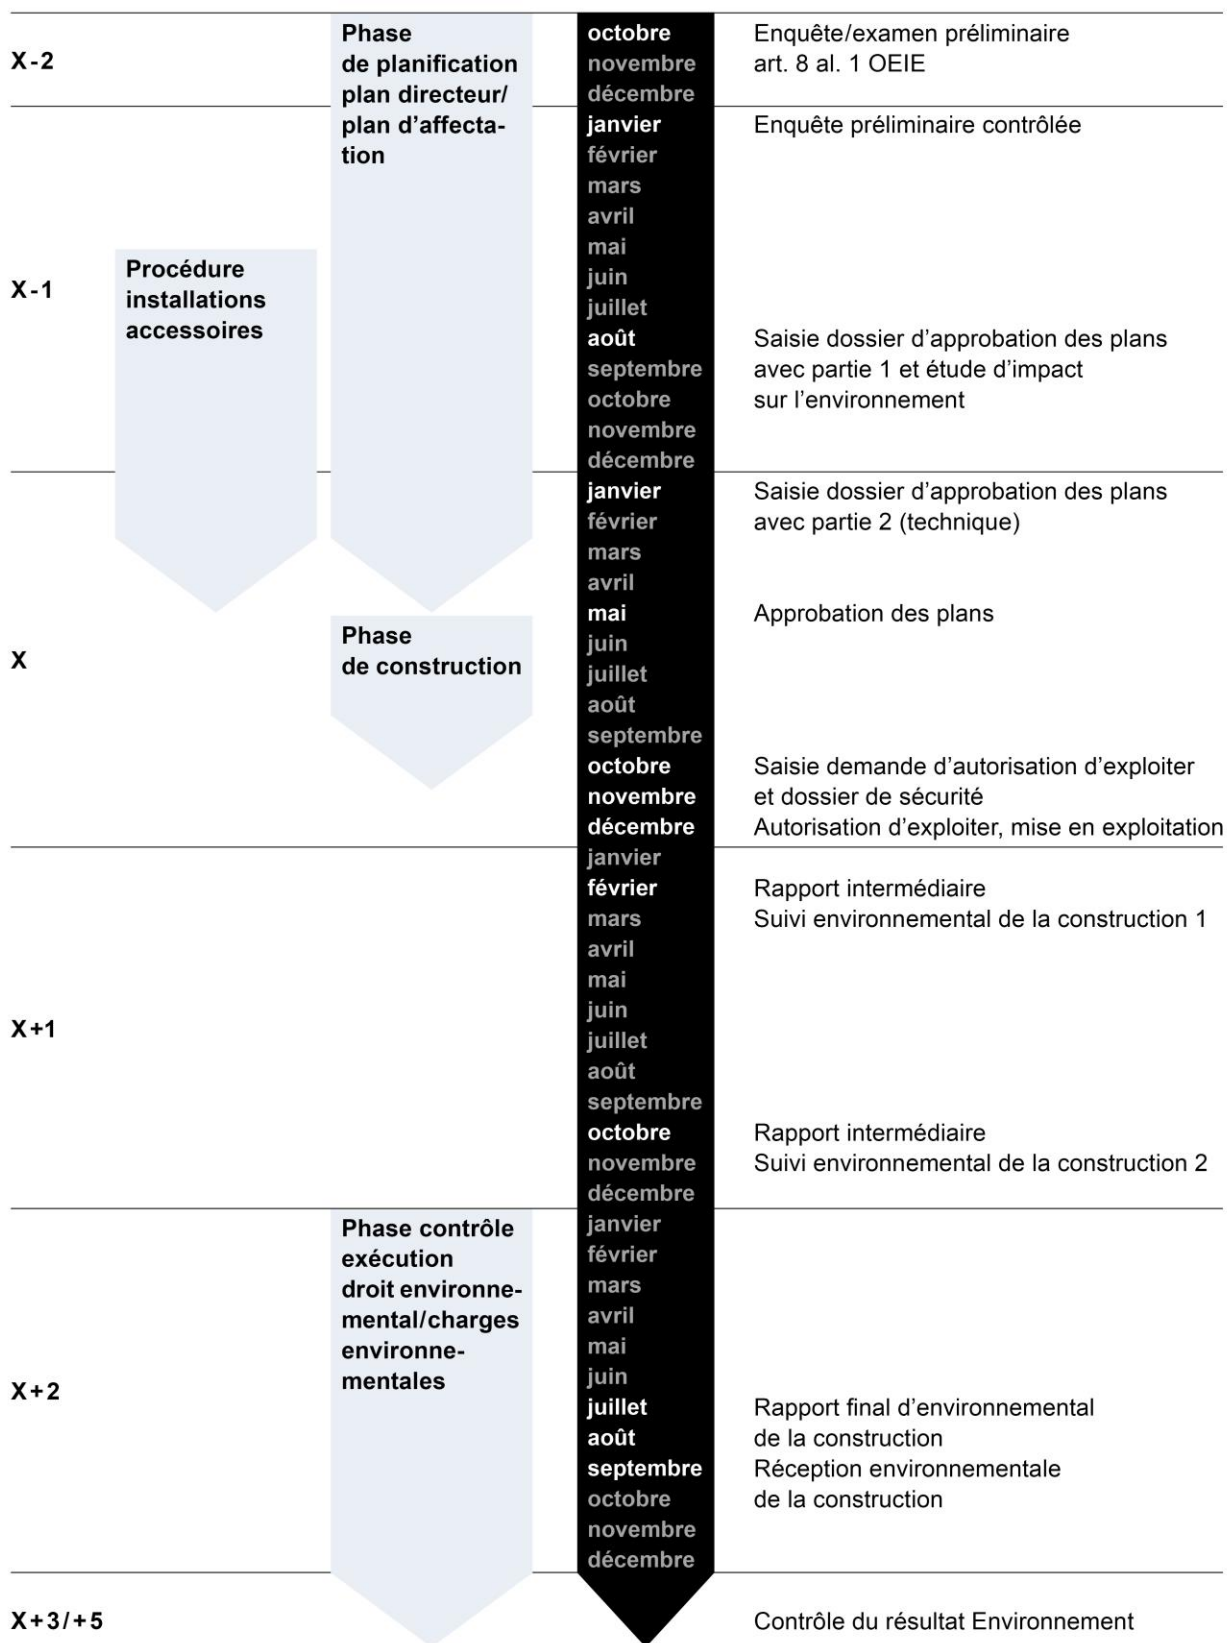 X-2
Phase
de planification
plan directeur/
plan d'affecta-
tion
octobre
novembre
décembre
Enquête/examen préliminaire
art. 8 al. 1 OEIE
X-1
Procédure
installations
accessoires
janvier
février
mars
avril
mai
juin
juillet
août
septembre
octobre
novembre
décembre
Enquête préliminaire contrôlée
Saisie dossier d'approbation des plans
avec partie 1 et étude d'impact
sur l'environnement
X
Phase
de construction
janvier
février
mars
avril
mai
juin
juillet
août
septembre
octobre
novembre
décembre
Saisie dossier d'approbation des plans
avec partie 2 (technique)
Approbation des plans
Saisie demande d'autorisation d'exploiter
et dossier de sécurité
Autorisation d'exploiter, mise en exploitation
X+1
janvier
février
mars
avril
mai
juin
juillet
août
septembre
octobre
novembre
décembre
Rapport intermédiaire
Suivi environnemental de la construction 1
Rapport intermédiaire
Suivi environnemental de la construction 2
X+2
Phase contrôle
exécution
droit environne-
mental/charges
environne-
mentales
janvier
février
mars
avril
mai
juin
juillet
août
septembre
octobre
novembre
décembre
Rapport final d'environnemental
de la construction
Réception environnementale
de la construction
X+3/+5
Contrôle du résultat Environnement